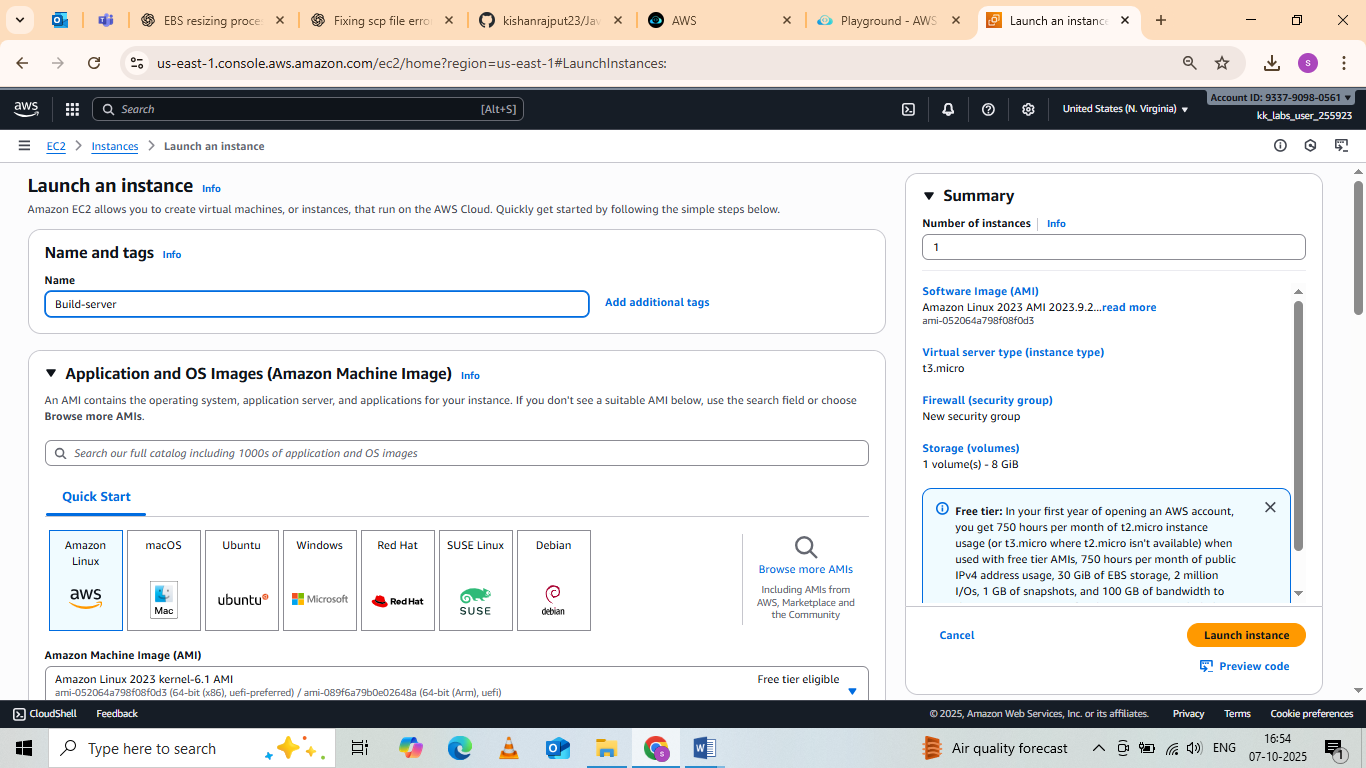 EBS resizing proce
Fixing scp file erro
kishanrajput23/Jav
AWS
Playground - AWS
Launch an instance
us-east-1.console.aws.amazon.com/ec2/home?region=us-east-1#LaunchInstances:
S
aws
Search
[Alt+S]
United States (N. Virginia)
Account ID: 9337-9098-0561
kk_labs_user_255923
EC2
Instances
Launch an instance
Launch an instance Info
Amazon EC2 allows you to create virtual machines, or instances, that run on the AWS Cloud. Quickly get started by following the simple steps below.
Name and tags Info
Name
Build-server
Add additional tags
Application and OS Images (Amazon Machine Image) Info
An AMI contains the operating system, application server, and applications for your instance. If you don't see a suitable AMI below, use the search field or choose
Browse more AMIs.
Search our full catalog including 1000s of application and OS images
Quick Start
Amazon
Linux
aws
macOS
Mac
Ubuntu
ubuntu
Windows
Microsoft
Red Hat
RedHat
SUSE Linux
SUSE
Debian
debian
Browse more AMIs
Including AMIs from
AWS, Marketplace and
the Community
Amazon Machine Image (AMI)
Amazon Linux 2023 kernel-6.1 AMI
Free tier eligible
ami-052064a798f08f0d3 (64-bit (x86), uefi-preferred) / ami-089f6a79b0e02648a (64-bit (Arm), uefi)
Summary
Number of instances Info
1
Software Image (AMI)
Amazon Linux 2023 AMI 2023.9.2...read more
ami-052064a798f08f0d3
Virtual server type (instance type)
t3.micro
Firewall (security group)
New security group
Storage (volumes)
1 volume(s) - 8 GiB
Free tier: In your first year of opening an AWS account,
you get 750 hours per month of t2.micro instance
usage (or t3.micro where t2.micro isn't available) when
used with free tier AMIs, 750 hours per month of public
IPv4 address usage, 30 GiB of EBS storage, 2 million
I/Os, 1 GB of snapshots, and 100 GB of bandwidth to
Cancel
Launch instance
Preview code
CloudShell
Feedback
© 2025, Amazon Web Services, Inc. or its affiliates.
Privacy
Terms
Cookie preferences
Type here to search
Air quality forecast
ENG
16:54
07-10-2025
1